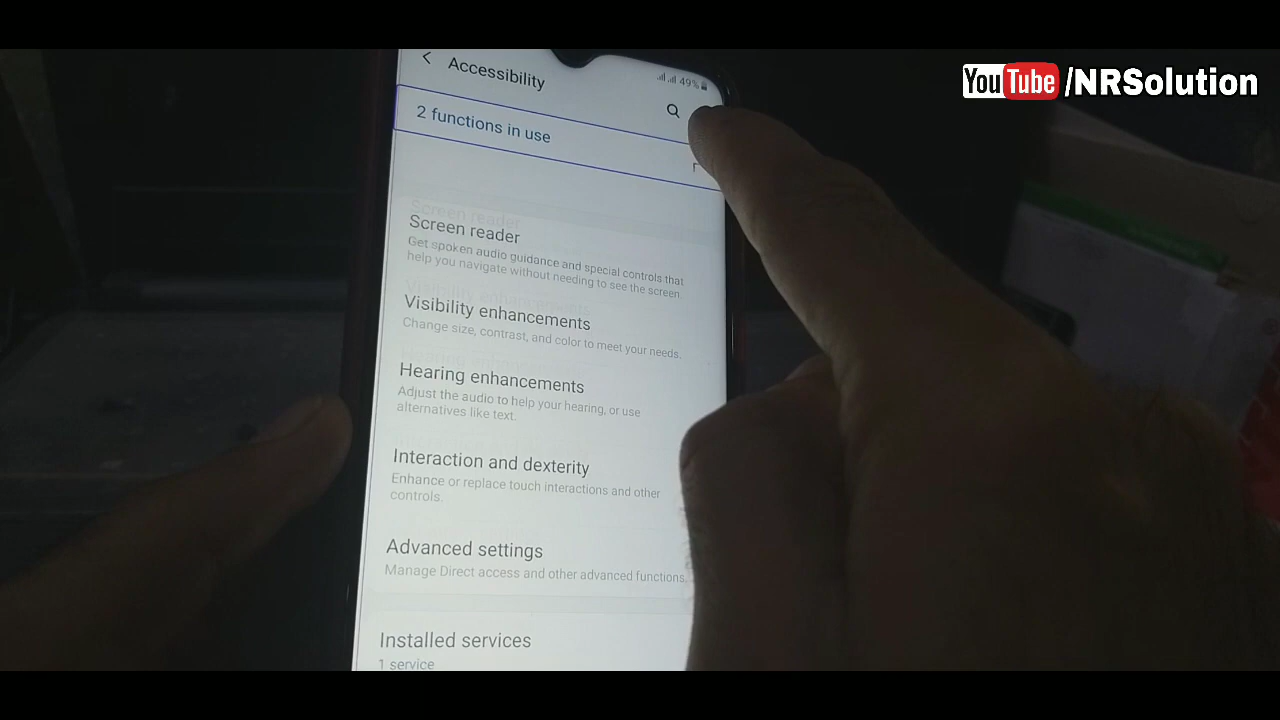 YouTube /NRSolution
Accessibility
49%
2 functions in use
Screen reader
Get spoken audio guidance and special controls that
help you navigate without needing to see the screen.
Visibility enhancements
Change size, contrast, and color to meet your needs.
Hearing enhancements
Adjust the audio to help your hearing, or use
alternatives like text.
Interaction and dexterity
Enhance or replace touch interactions and other
controls.
Advanced settings
Manage Direct access and other advanced functions.
Installed services
1 service